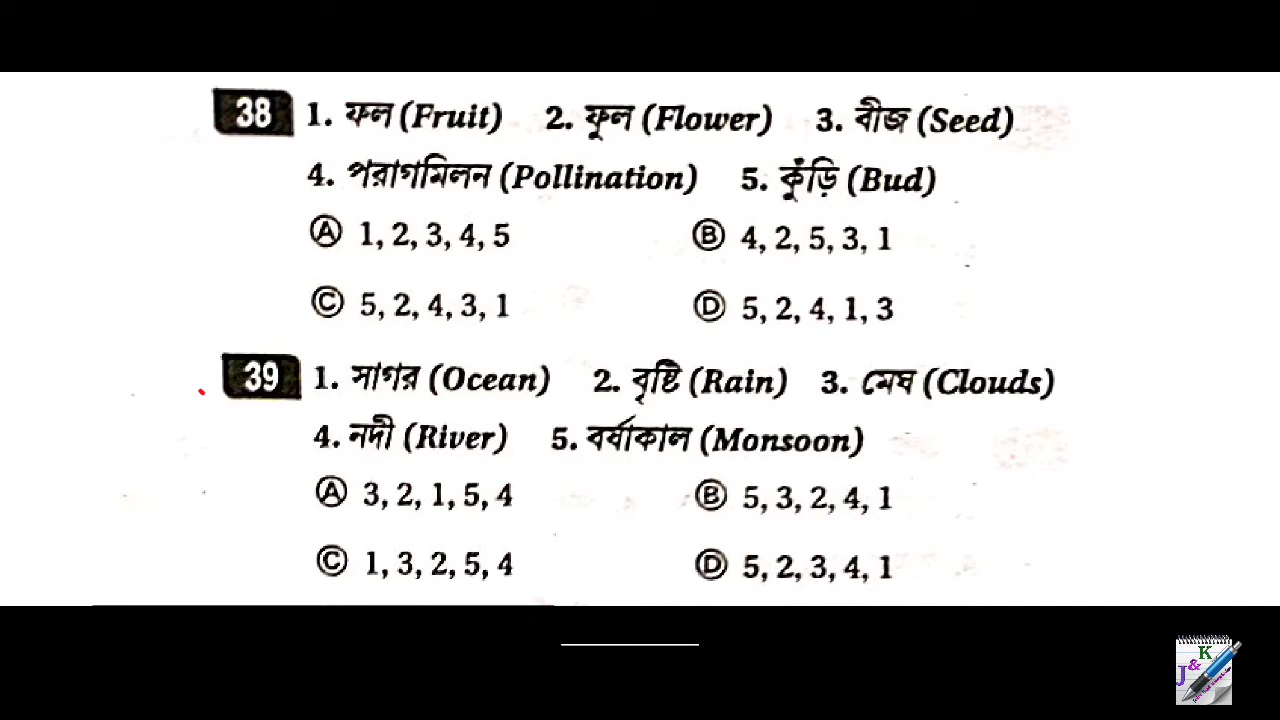 38 1. ফল (Fruit) 2. ফুল (Flower) 3. বীজ (Seed)
4. পরাগমিলন (Pollination) 5. কুঁড়ি (Bud)
Ⓐ 1, 2, 3, 4, 5 Ⓑ 4, 2, 5, 3, 1
Ⓒ 5, 2, 4, 3, 1 Ⓓ 5, 2, 4, 1, 3
39 1. সাগর (Ocean) 2. বৃষ্টি (Rain) 3. মেঘ (Clouds)
4. নদী (River) 5. বর্ষাকাল (Monsoon)
Ⓐ 3, 2, 1, 5, 4 Ⓑ 5, 3, 2, 4, 1
Ⓒ 1, 3, 2, 5, 4 Ⓓ 5, 2, 3, 4, 1
J & K